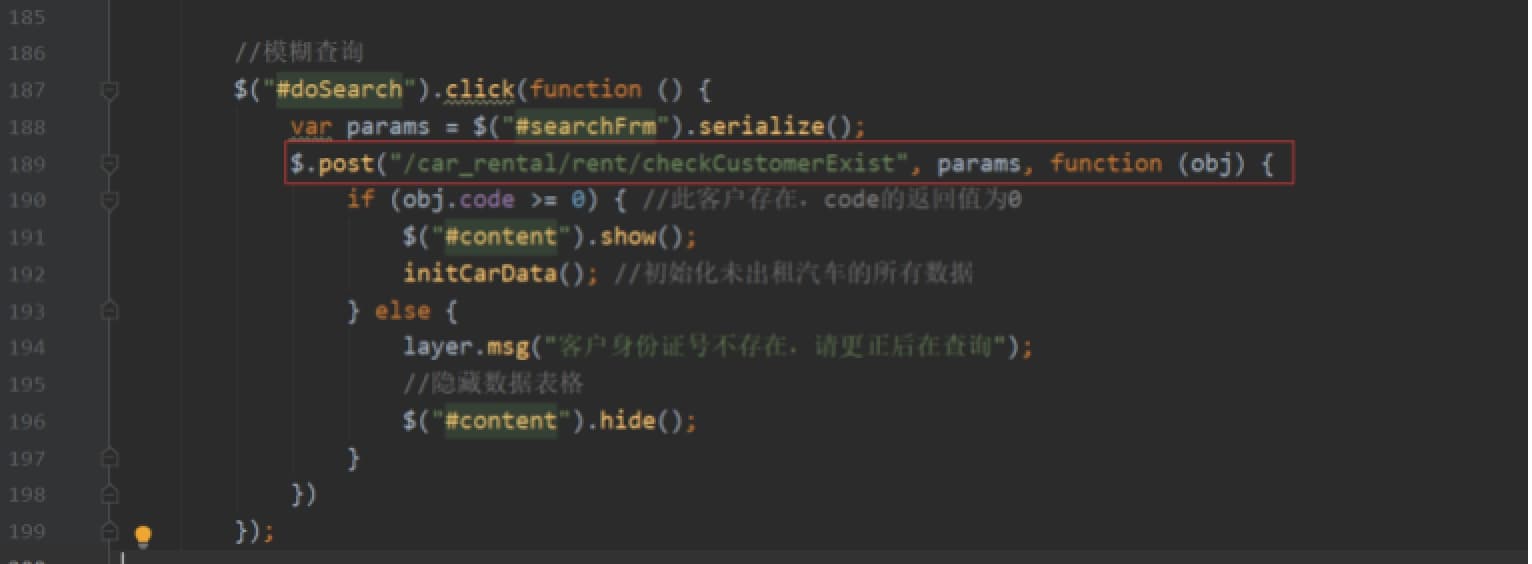 185
186 //模糊查询
187 $("#doSearch").click(function () {
188 var params = $("#searchFrm").serialize();
189 $.post("/car_rental/rent/checkCustomerExist", params, function (obj) {
190 if (obj.code >= 0) { //此客户存在，code的返回值为0
191 $("#content").show();
192 initCarData(); //初始化未出租汽车的所有数据
193 } else {
194 layer.msg("客户身份证号不存在，请更正后在查询");
195 //隐藏数据表格
196 $("#content").hide();
197 }
198 })
199 });